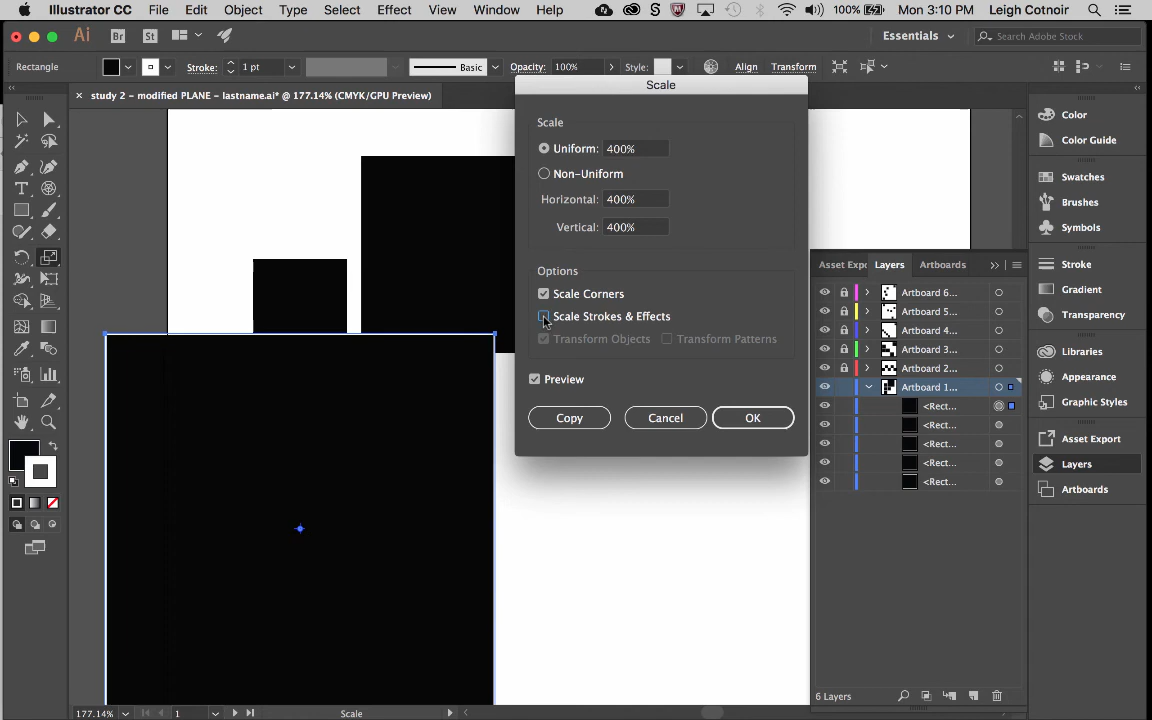 Illustrator CC File Edit Object Type Select Effect View Window Help 100% Mon 3:10 PM Leigh Cotnoir
Ai Br St Essentials Search Adobe Stock
Rectangle Stroke: 1 pt Basic Opacity: 100% Style: Align Transform
× study 2 - modified PLANE - lastname.ai* @ 177.14% (CMYK/GPU Preview)
Scale
Scale
Uniform: 400%
Non-Uniform
Horizontal: 400%
Vertical: 400%
Options
Scale Corners
Scale Strokes & Effects
Transform Objects Transform Patterns
Preview
Copy Cancel OK
Asset Expo Layers Artboards
Artboard 6...
Artboard 5...
Artboard 4...
Artboard 3...
Artboard 2...
Artboard 1...
<Rect...
<Rect...
<Rect...
<Rect...
<Rect...
6 Layers
Color
Color Guide
Swatches
Brushes
Symbols
Stroke
Gradient
Transparency
Libraries
Appearance
Graphic Styles
Asset Export
Layers
Artboards
177.14% 1 Scale